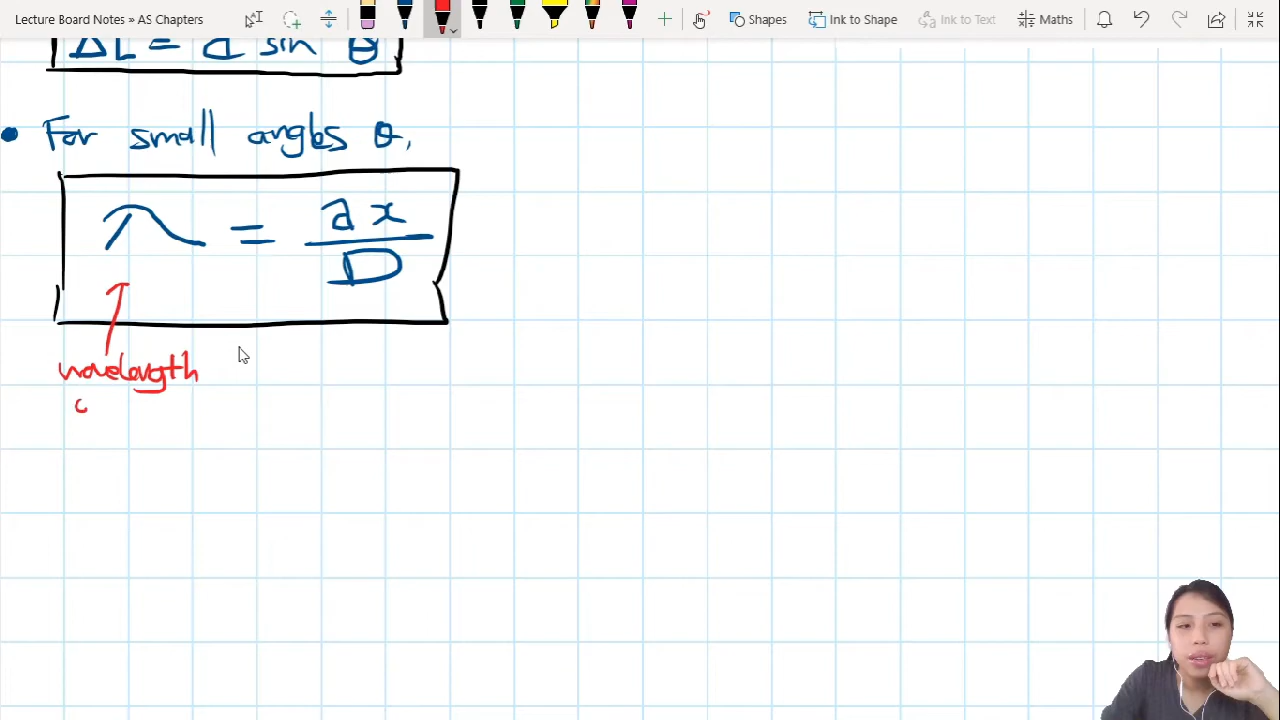 Lecture Board Notes » AS Chapters
Shapes
Ink to Shape
Ink to Text
Maths
ΔL = d sin θ
• For small angles θ,
λ = ax / D
wavelength